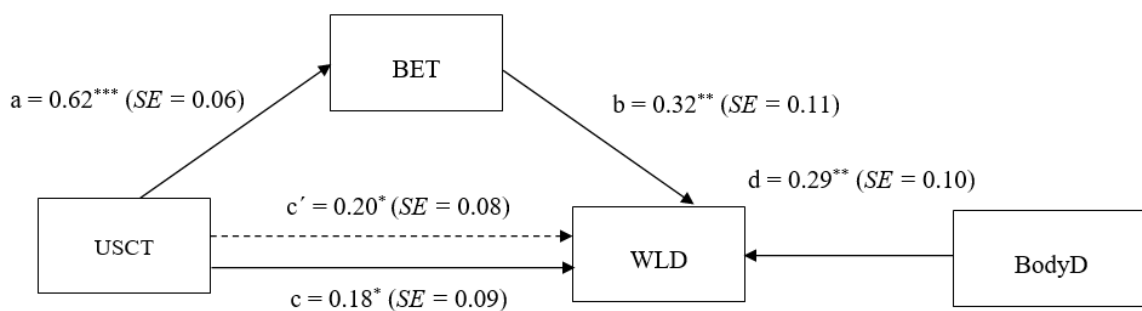 BET
a = 0.62*** (SE = 0.06)
b = 0.32** (SE = 0.11)
d = 0.29** (SE = 0.10)
c´ = 0.20* (SE = 0.08)
USCT
WLD
BodyD
c = 0.18* (SE = 0.09)